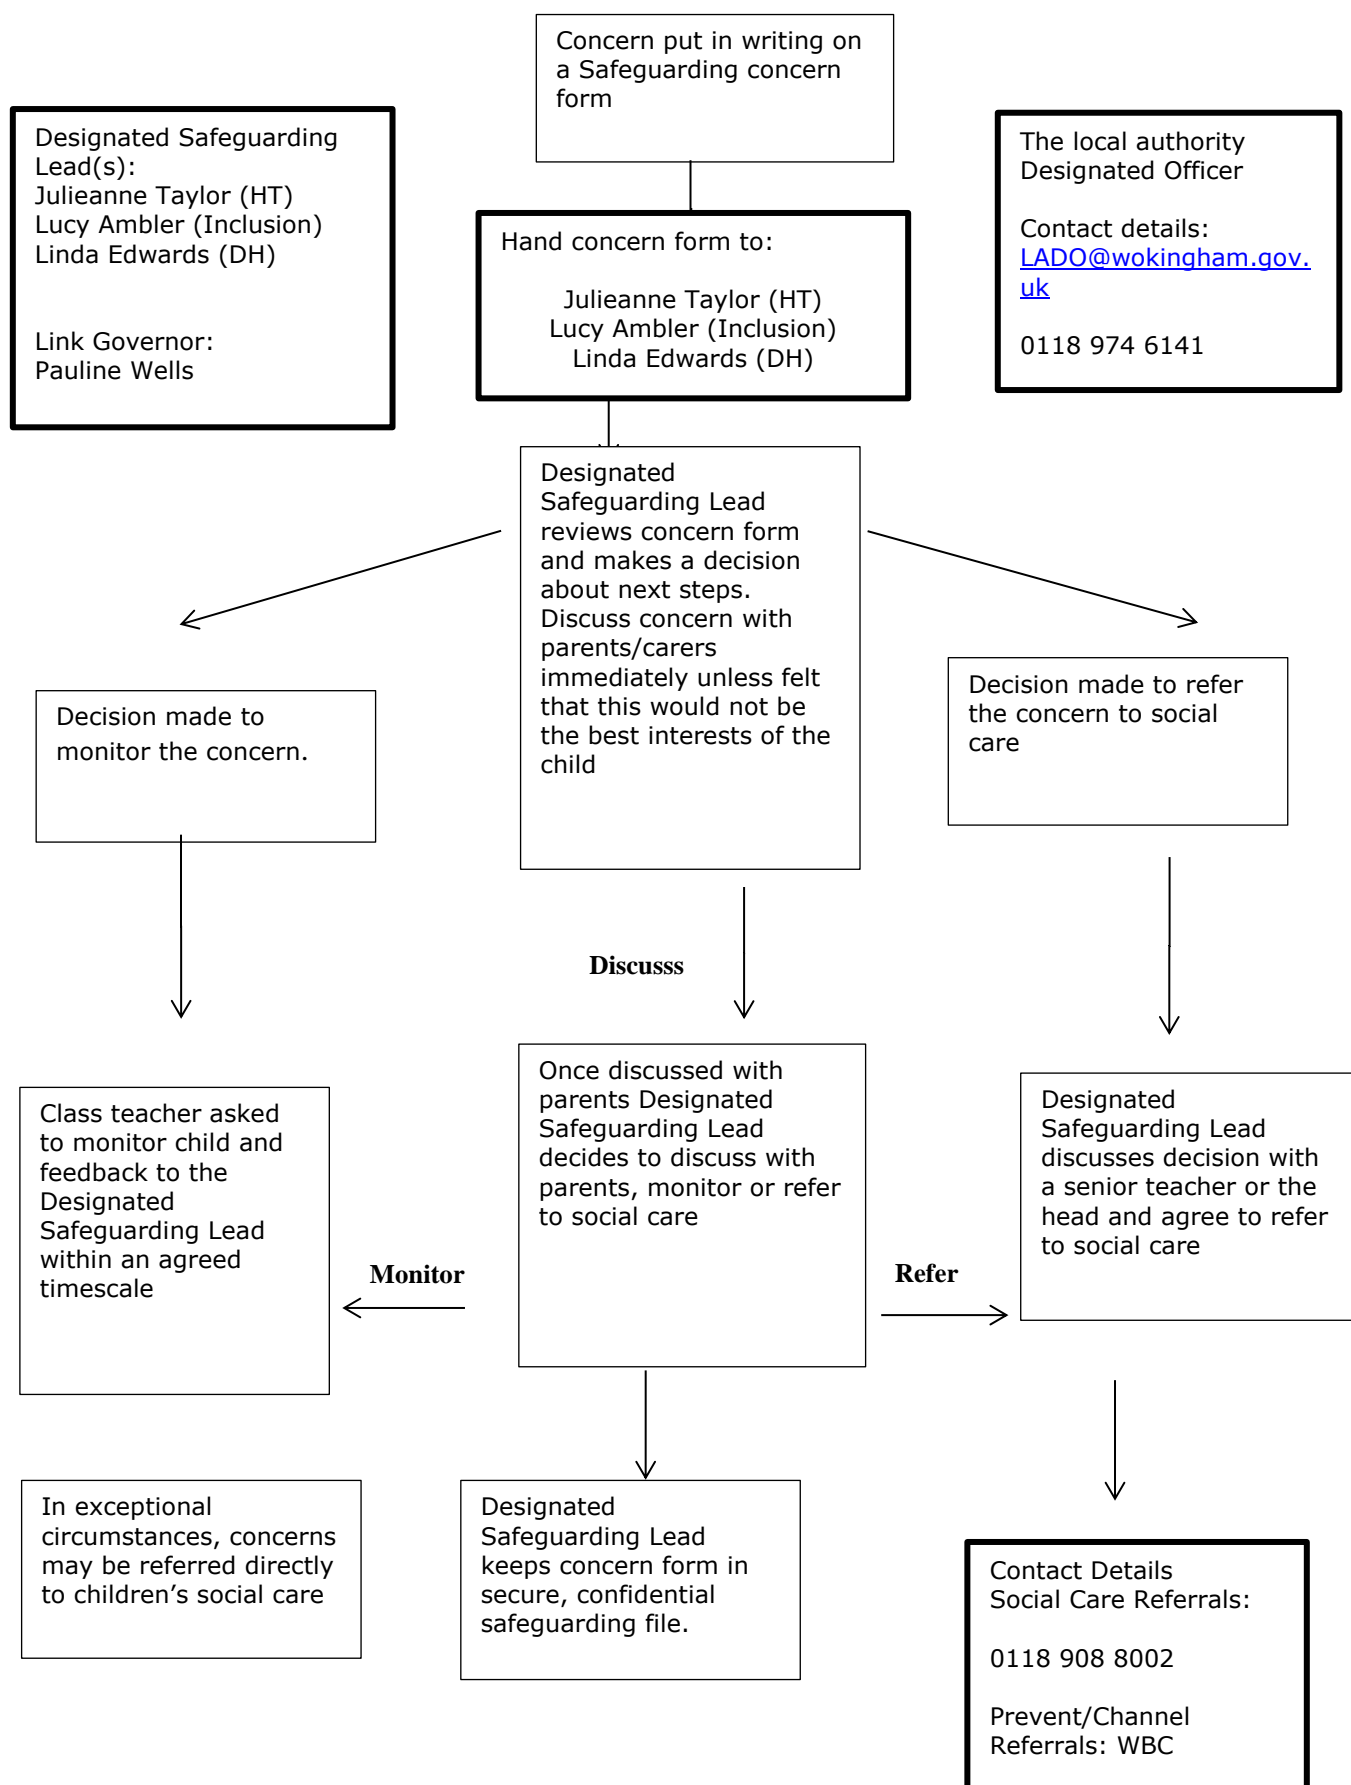 Concern put in writing on
a Safeguarding concern
form
Designated Safeguarding
Lead(s):
Julieanne Taylor (HT)
Lucy Ambler (Inclusion)
Linda Edwards (DH)
Link Governor:
Pauline Wells
Hand concern form to:
Julieanne Taylor (HT)
Lucy Ambler (Inclusion)
Linda Edwards (DH)
The local authority
Designated Officer
Contact details:
LADO@wokingham.gov.
uk
0118 974 6141
Designated
Safeguarding Lead
reviews concern form
and makes a decision
about next steps.
Discuss concern with
parents/carers
immediately unless felt
that this would not be
the best interests of the
child
Decision made to
monitor the concern.
Decision made to refer
the concern to social
care
Discusss
Class teacher asked
to monitor child and
feedback to the
Designated
Safeguarding Lead
within an agreed
timescale
Monitor
Once discussed with
parents Designated
Safeguarding Lead
decides to discuss with
parents, monitor or refer
to social care
Refer
Designated
Safeguarding Lead
discusses decision with
a senior teacher or the
head and agree to refer
to social care
In exceptional
circumstances, concerns
may be referred directly
to children’s social care
Designated
Safeguarding Lead
keeps concern form in
secure, confidential
safeguarding file.
Contact Details
Social Care Referrals:
0118 908 8002
Prevent/Channel
Referrals: WBC